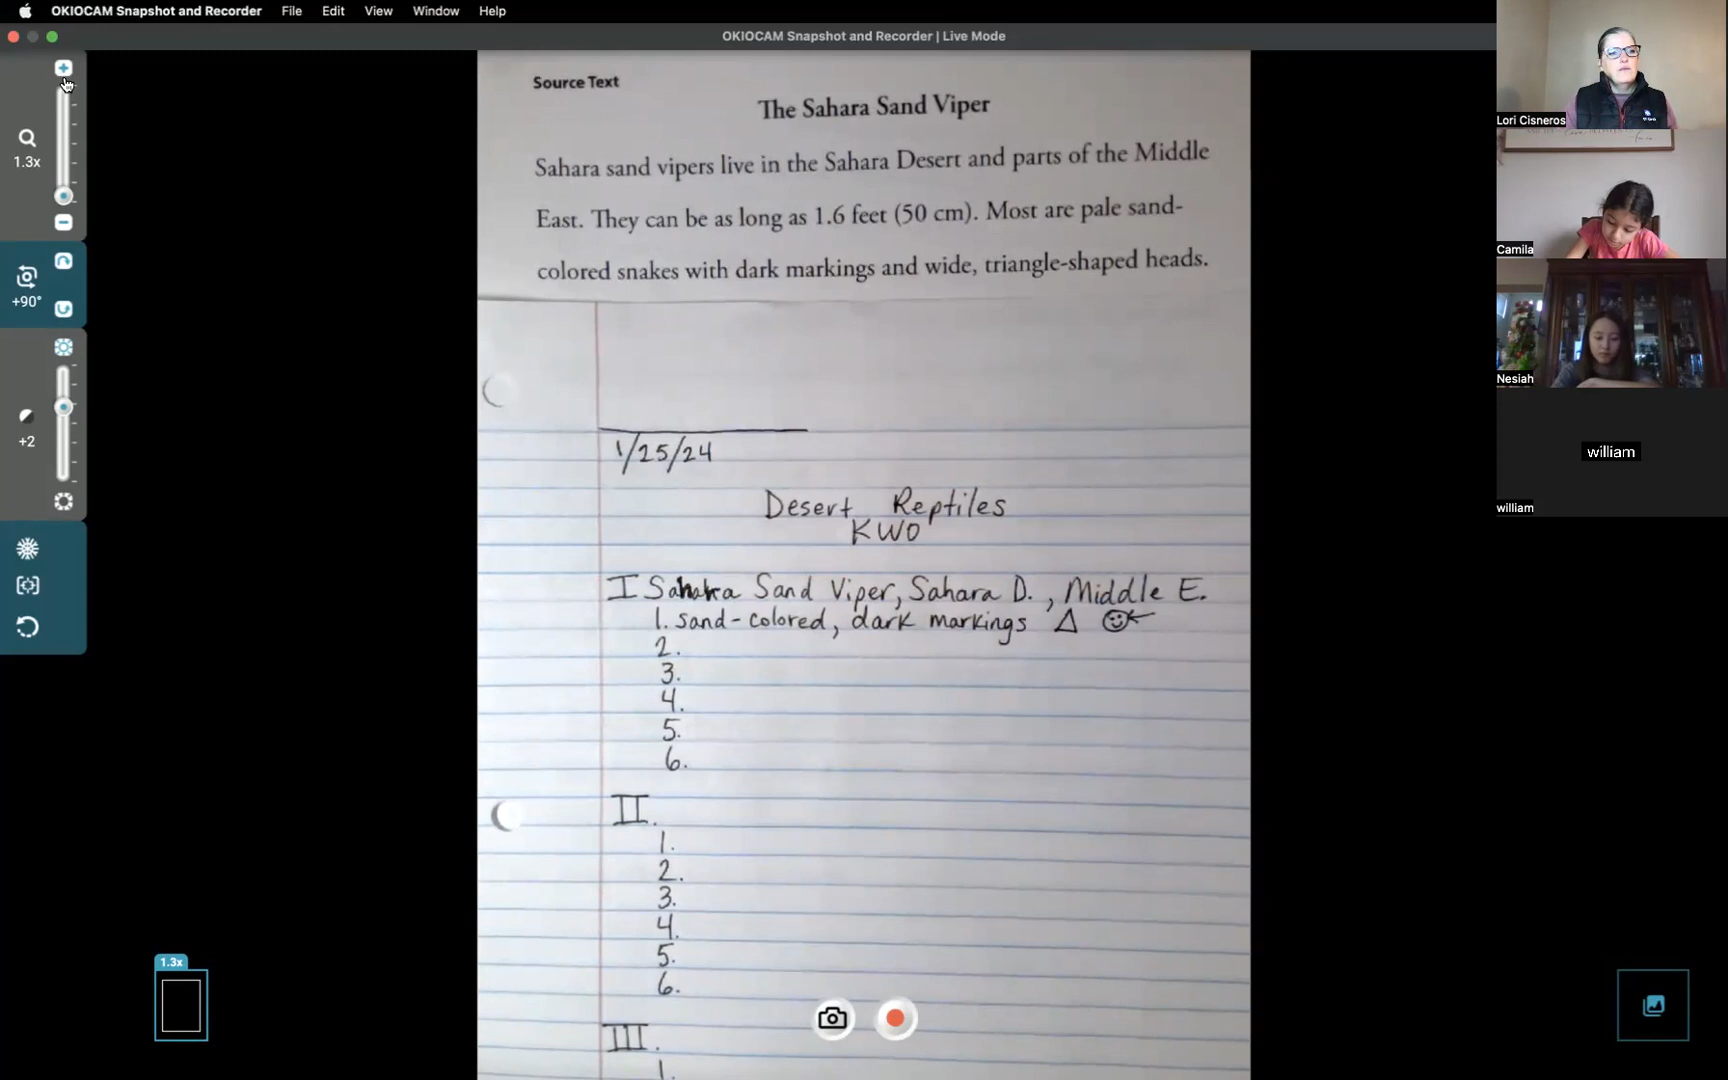 OKIOCAM Snapshot and Recorder File Edit View Window Help
OKIOCAM Snapshot and Recorder | Live Mode
1.3x
+90°
+2
1.3x
Source Text
The Sahara Sand Viper
Sahara sand vipers live in the Sahara Desert and parts of the Middle
East. They can be as long as 1.6 feet (50 cm). Most are pale sand-
colored snakes with dark markings and wide, triangle-shaped heads.
1/25/24
Desert Reptiles
KWO
I Sahara Sand Viper, Sahara D., Middle E.
1. sand-colored, dark markings
2.
3.
4.
5.
6.
II.
1.
2.
3.
4.
5.
6.
III.
1.
Lori Cisneros
Camila
Nesiah
william
william